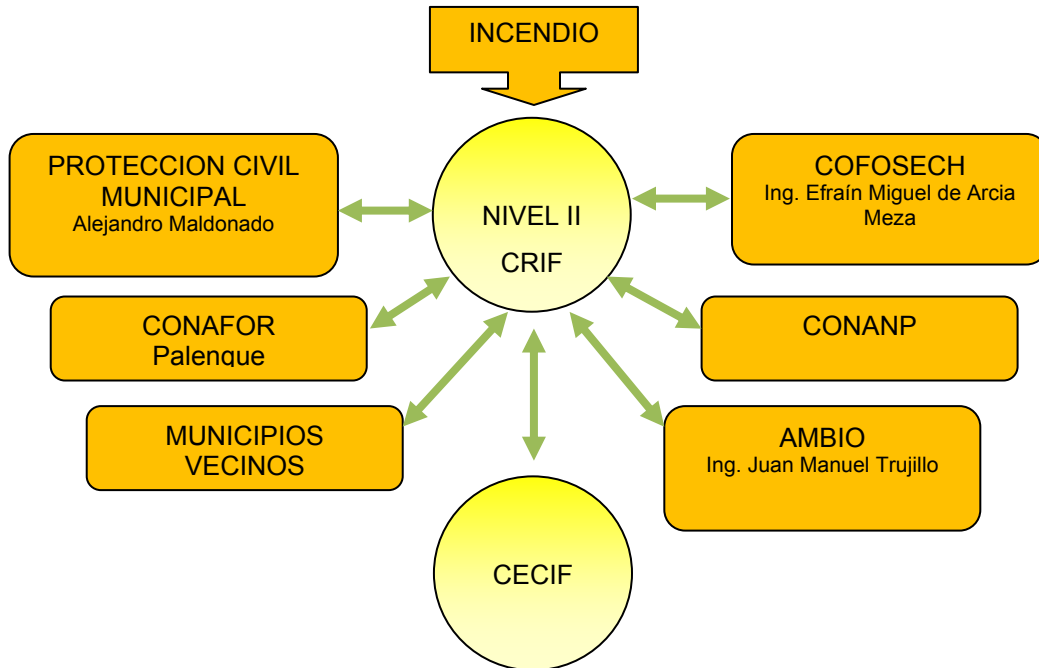 INCENDIO
PROTECCION CIVIL
MUNICIPAL
Alejandro Maldonado
COFOSECH
Ing. Efraín Miguel de Arcia
Meza
NIVEL II
CRIF
CONAFOR
Palenque
CONANP
MUNICIPIOS
VECINOS
AMBIO
Ing. Juan Manuel Trujillo
CECIF